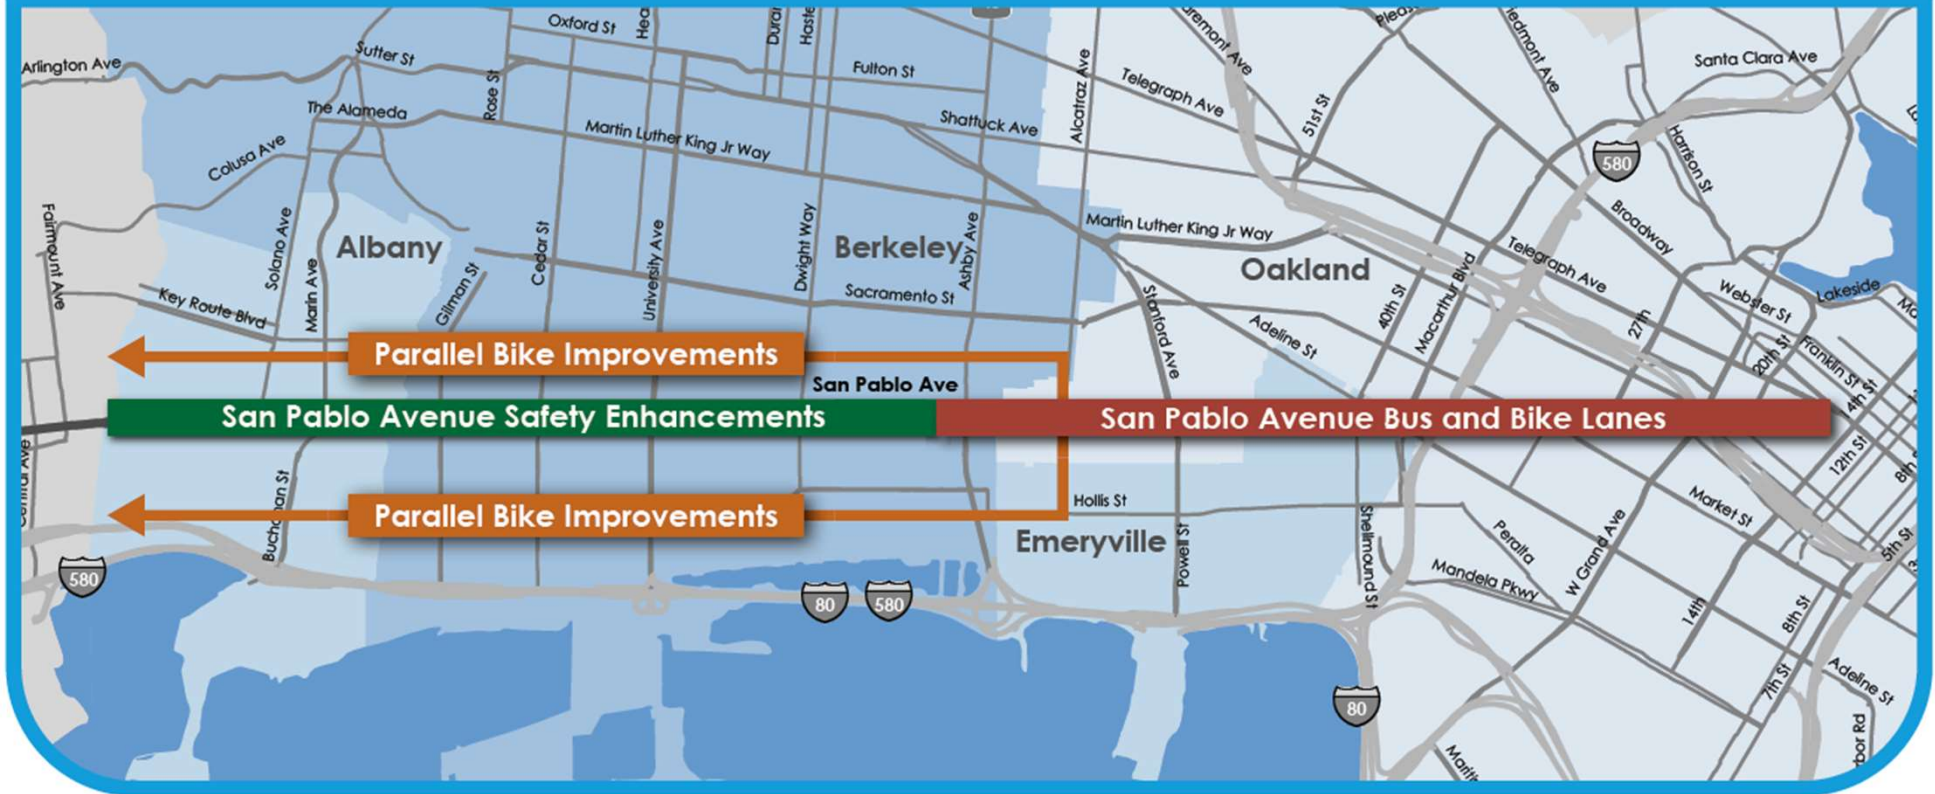 Oxford St
Sutter St
Arlington Ave
Fulton St
Santa Clara Ave
The Alameda
Rose St
Telegraph Ave
Alcatraz Ave
51st St
Shattuck Ave
Martin Luther King Jr Way
Colusa Ave
580
Harrison St
Fairmount Ave
Solano Ave
Albany
Cedar St
University Ave
Dwight Way
Berkeley
Ashby Ave
Martin Luther King Jr Way
Broadway
Oakland
Telegraph Ave
Key Route Blvd
Marin Ave
Gilman St
Sacramento St
Stanford Ave
Adeline St
40th St
Macarthur Blvd
27th
Webster St
Lakeside
20th St
Franklin St
14th St
Parallel Bike Improvements
San Pablo Ave
San Pablo Avenue Safety Enhancements
San Pablo Avenue Bus and Bike Lanes
12th St
Parallel Bike Improvements
Hollis St
Emeryville
Powell St
Shellmound St
Peralta
Mandela Pkwy
W Grand Ave
Market St
5th St
580
80
580
14th
8th St
7th St
Adeline St
80